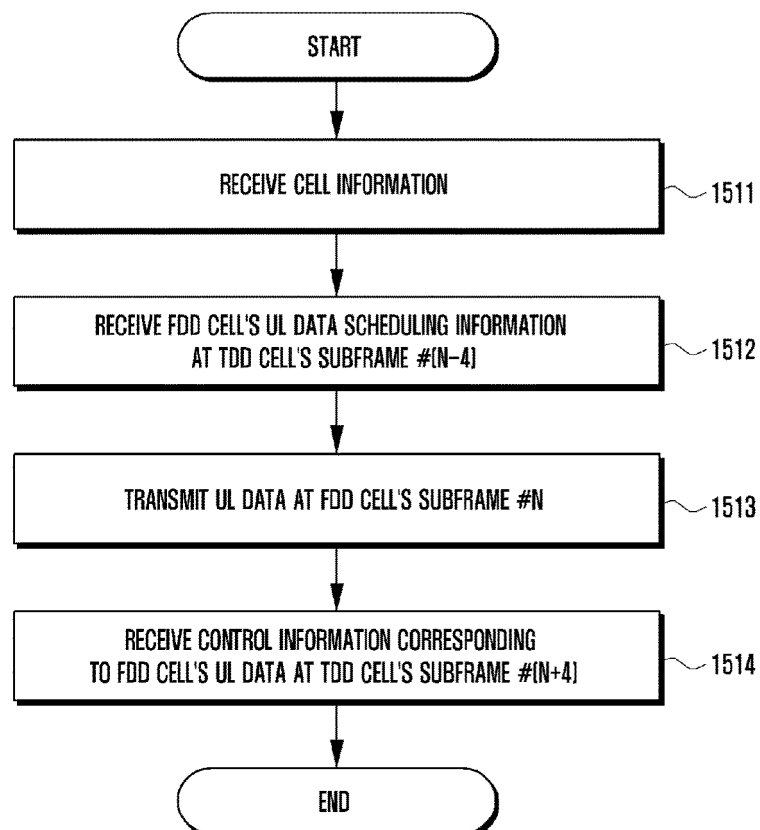 START
RECEIVE CELL INFORMATION
1511
RECEIVE FDD CELL'S UL DATA SCHEDULING INFORMATION
AT TDD CELL'S SUBFRAME #(N-4)
1512
TRANSMIT UL DATA AT FDD CELL'S SUBFRAME #N
1513
RECEIVE CONTROL INFORMATION CORRESPONDING
TO FDD CELL'S UL DATA AT TDD CELL'S SUBFRAME #(N+4)
1514
END